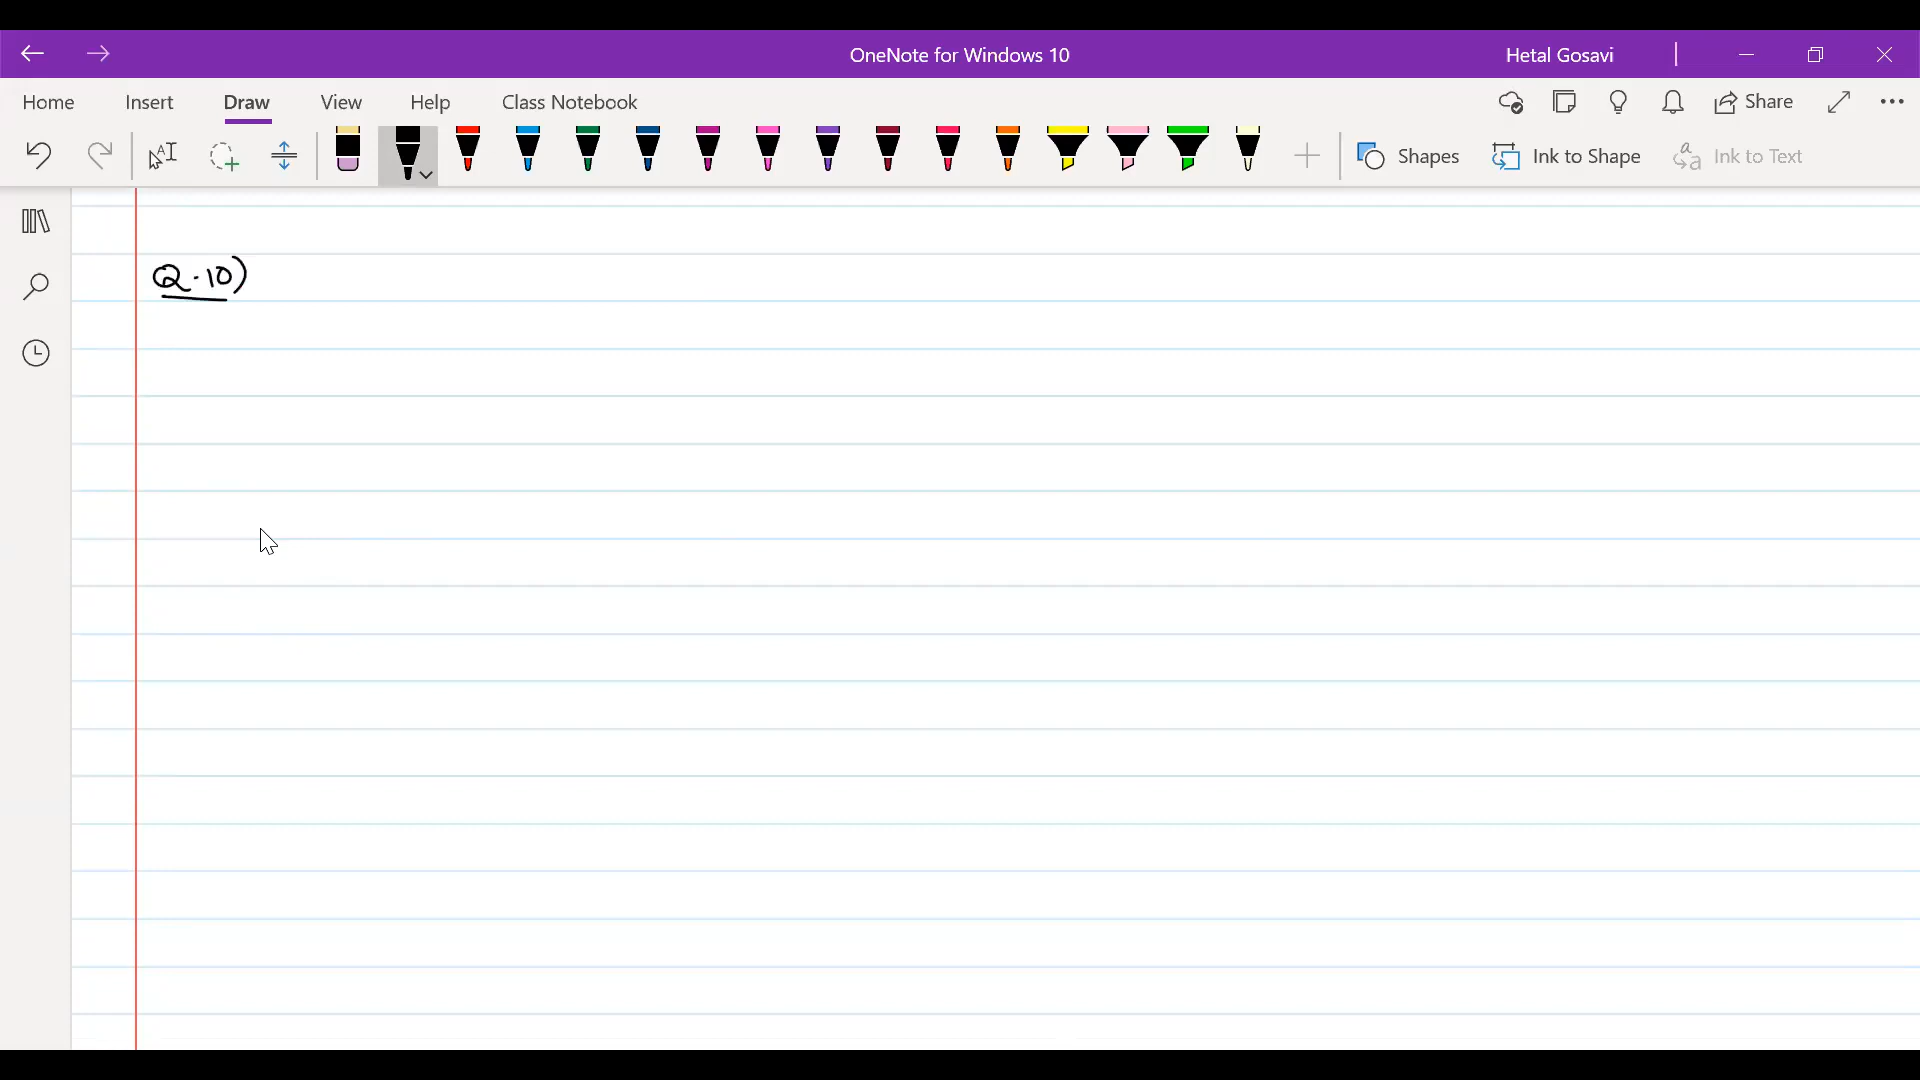 OneNote for Windows 10
Hetal Gosavi
Home Insert Draw View Help Class Notebook
Share
Shapes
Ink to Shape
Ink to Text
Q.10)